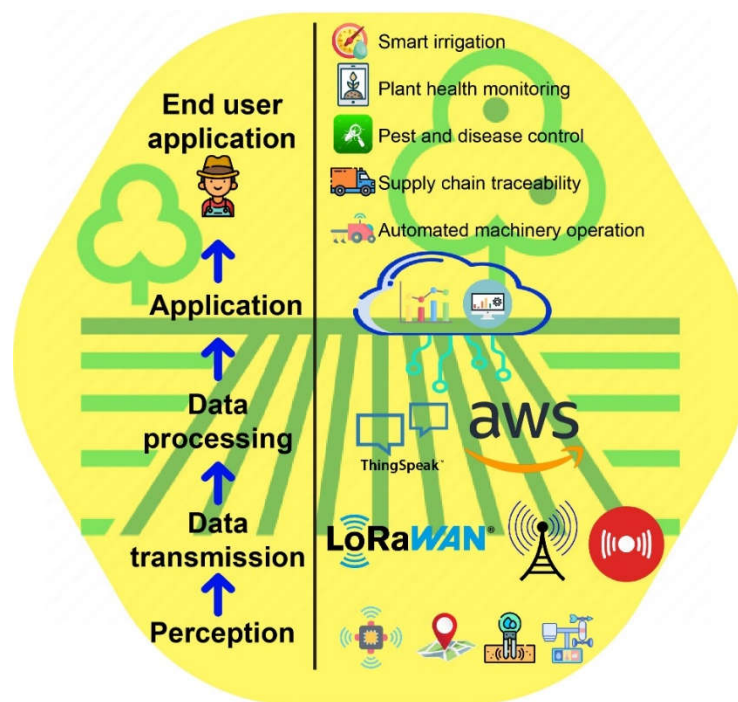 End user
application
Application
Data
processing
Data
transmission
Perception
Smart irrigation
Plant health monitoring
Pest and disease control
Supply chain traceability
Automated machinery operation
ThingSpeak™
aws
LoRaWAN®